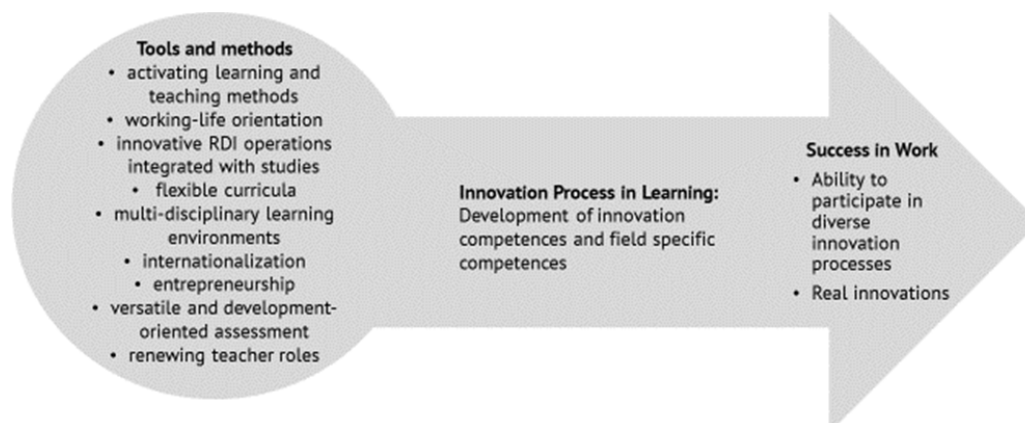 Tools and methods
• activating learning and
teaching methods
• working-life orientation
• innovative RDI operations
integrated with studies
• flexible curricula
• multi-disciplinary learning
environments
• internationalization
• entrepreneurship
• versatile and development-
oriented assessment
• renewing teacher roles
Innovation Process in Learning:
Development of innovation
competences and field specific
competences
Success in Work
• Ability to
participate in
diverse
innovation
processes
• Real innovations